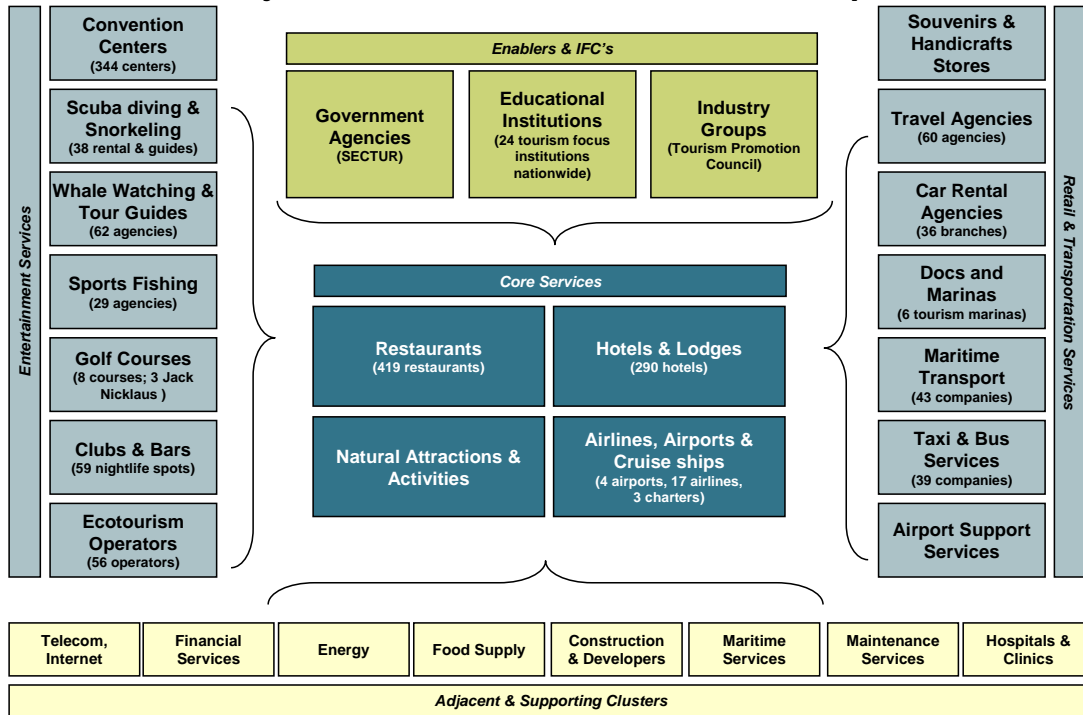 Convention
Centers
(344 centers)
Scuba diving &
Snorkeling
(38 rental & guides)
Whale Watching &
Tour Guides
(62 agencies)
Sports Fishing
(29 agencies)
Golf Courses
(8 courses; 3 Jack
Nicklaus )
Clubs & Bars
(59 nightlife spots)
Ecotourism
Operators
(56 operators)
Entertainment Services
Enablers & IFC's
Government
Agencies
(SECTUR)
Educational
Institutions
(24 tourism focus
institutions
nationwide)
Industry
Groups
(Tourism Promotion
Council)
Core Services
Restaurants
(419 restaurants)
Hotels & Lodges
(290 hotels)
Natural Attractions &
Activities
Airlines, Airports &
Cruise ships
(4 airports, 17 airlines,
3 charters)
Souvenirs &
Handicrafts
Stores
Travel Agencies
(60 agencies)
Car Rental
Agencies
(36 branches)
Docs and
Marinas
(6 tourism marinas)
Maritime
Transport
(43 companies)
Taxi & Bus
Services
(39 companies)
Airport Support
Services
Retail & Transportation Services
Telecom,
Internet
Financial
Services
Energy
Food Supply
Construction
& Developers
Maritime
Services
Maintenance
Services
Hospitals &
Clinics
Adjacent & Supporting Clusters